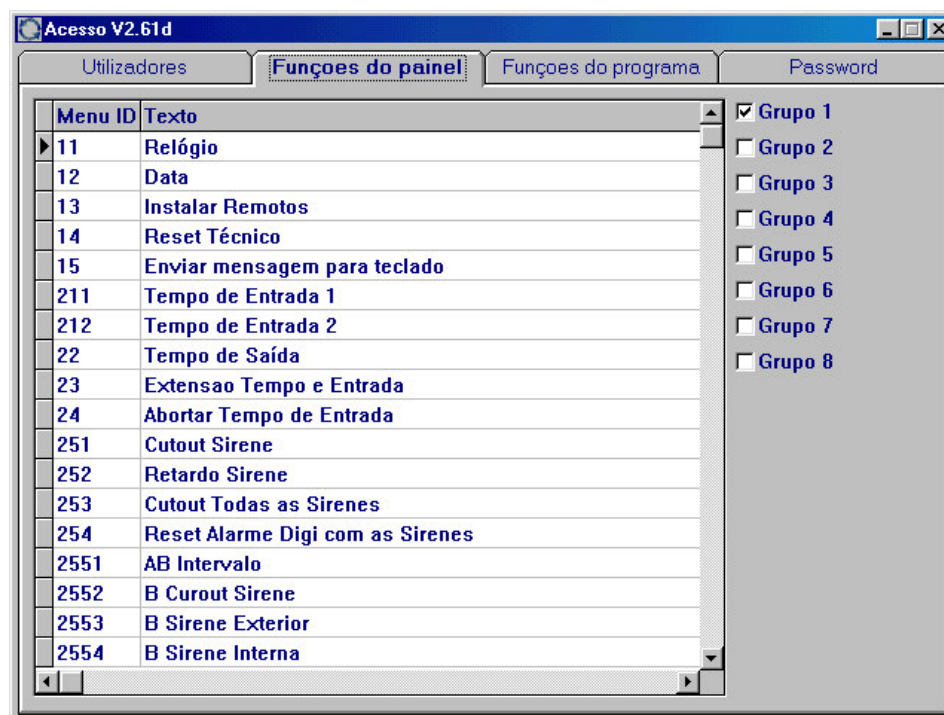 Acesso V2.61d
Utilizadores Funçoes do painel Funçoes do programa Password
Menu ID Texto
11 Relógio
12 Data
13 Instalar Remotos
14 Reset Técnico
15 Enviar mensagem para teclado
211 Tempo de Entrada 1
212 Tempo de Entrada 2
22 Tempo de Saída
23 Extensao Tempo e Entrada
24 Abortar Tempo de Entrada
251 Cutout Sirene
252 Retardo Sirene
253 Cutout Todas as Sirenes
254 Reset Alarme Digi com as Sirenes
2551 AB Intervalo
2552 B Curout Sirene
2553 B Sirene Exterior
2554 B Sirene Interna
Grupo 1
Grupo 2
Grupo 3
Grupo 4
Grupo 5
Grupo 6
Grupo 7
Grupo 8